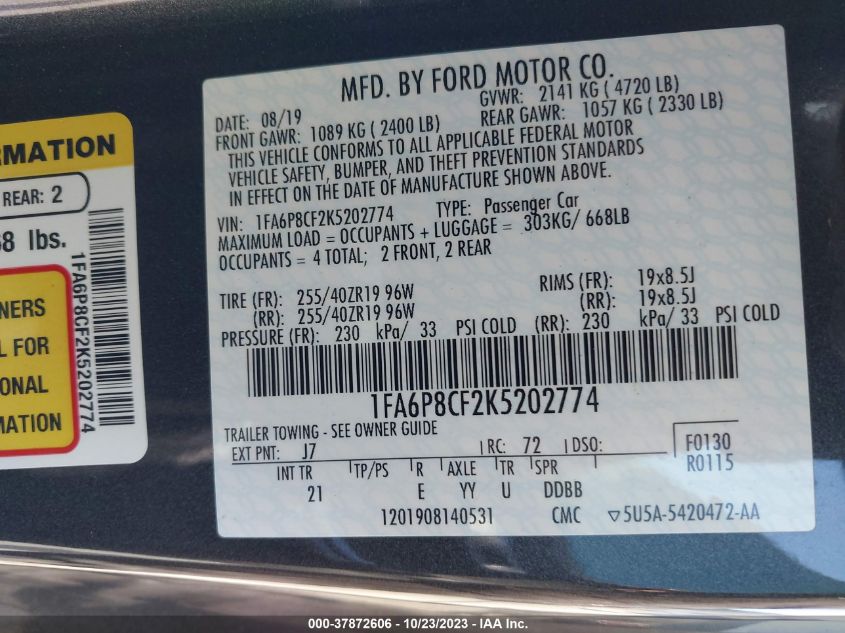 RMATION
REAR: 2
8 lbs.
NERS
L FOR
ONAL
MATION
1FA6P8CF2K5202774
MFD. BY FORD MOTOR CO.
DATE: 08/19 GVWR: 2141 KG ( 4720 LB)
FRONT GAWR: 1089 KG ( 2400 LB) REAR GAWR: 1057 KG ( 2330 LB)
THIS VEHICLE CONFORMS TO ALL APPLICABLE FEDERAL MOTOR
VEHICLE SAFETY, BUMPER, AND THEFT PREVENTION STANDARDS
IN EFFECT ON THE DATE OF MANUFACTURE SHOWN ABOVE.
VIN: 1FA6P8CF2K5202774 TYPE: Passenger Car
MAXIMUM LOAD = OCCUPANTS + LUGGAGE = 303KG/ 668LB
OCCUPANTS = 4 TOTAL; 2 FRONT, 2 REAR
TIRE (FR): 255/40ZR19 96W RIMS (FR): 19x8.5J
(RR): 255/40ZR19 96W (RR): 19x8.5J
PRESSURE (FR): 230 kPa/ 33 PSI COLD (RR): 230 kPa/ 33 PSI COLD
1FA6P8CF2K5202774
TRAILER TOWING - SEE OWNER GUIDE
EXT PNT: J7 RC: 72 DSO: F0130
R0115
INT TR TP/PS R AXLE TR SPR
21 E YY U DDBB
1201908140531 CMC ▽5U5A-5420472-AA
000-37872606 - 10/23/2023 - IAA Inc.